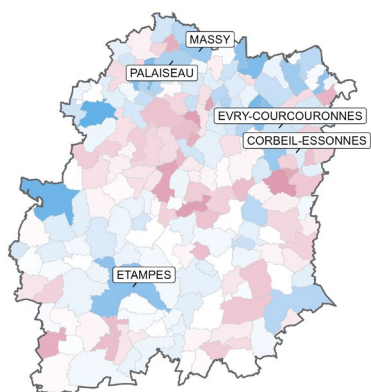 MASSY
PALAISEAU
EVRY-COURCOURONNES
CORBEIL-ESSONNES
ETAMPES